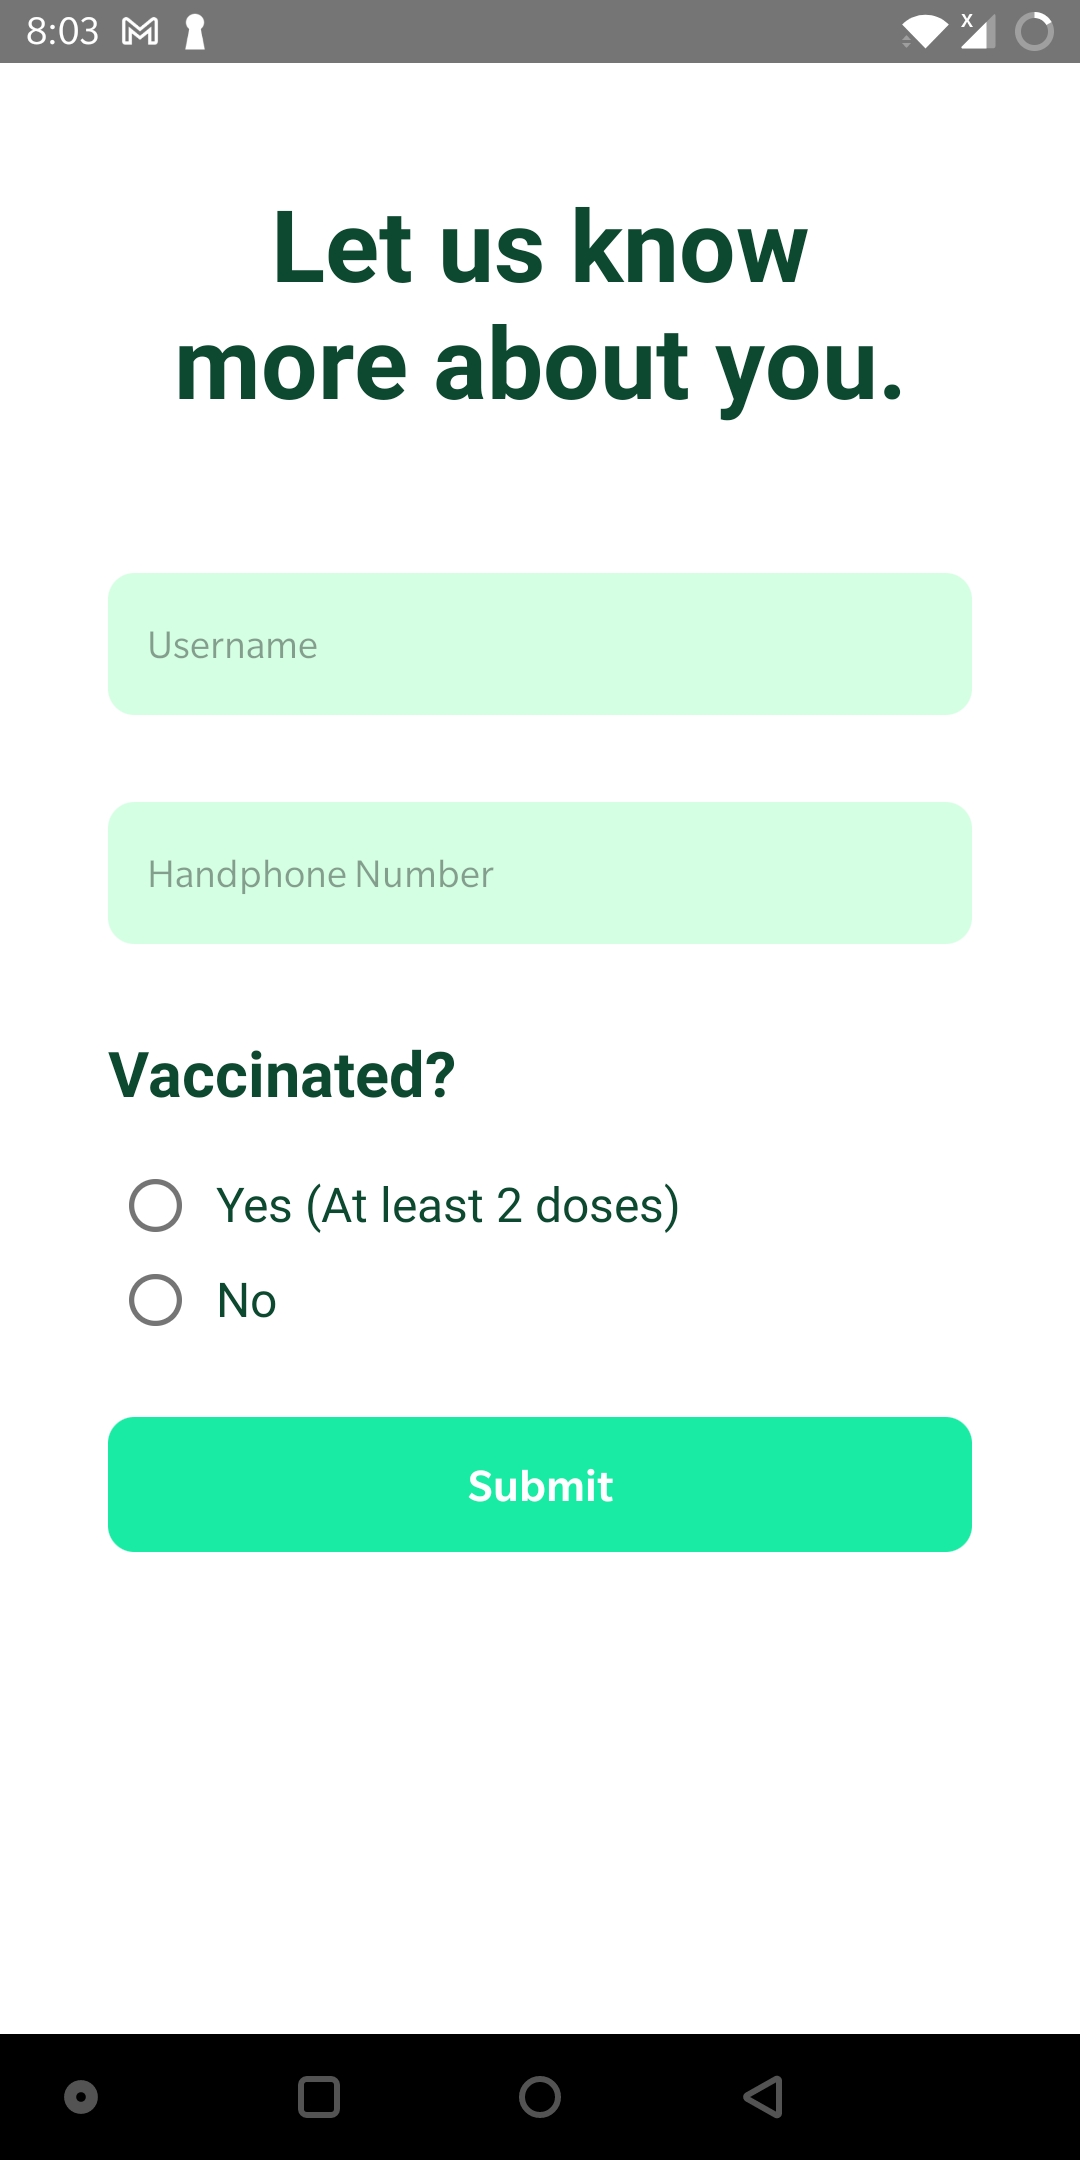 8:03
Let us know
more about you.
Username
Handphone Number
Vaccinated?
Yes (At least 2 doses)
No
Submit